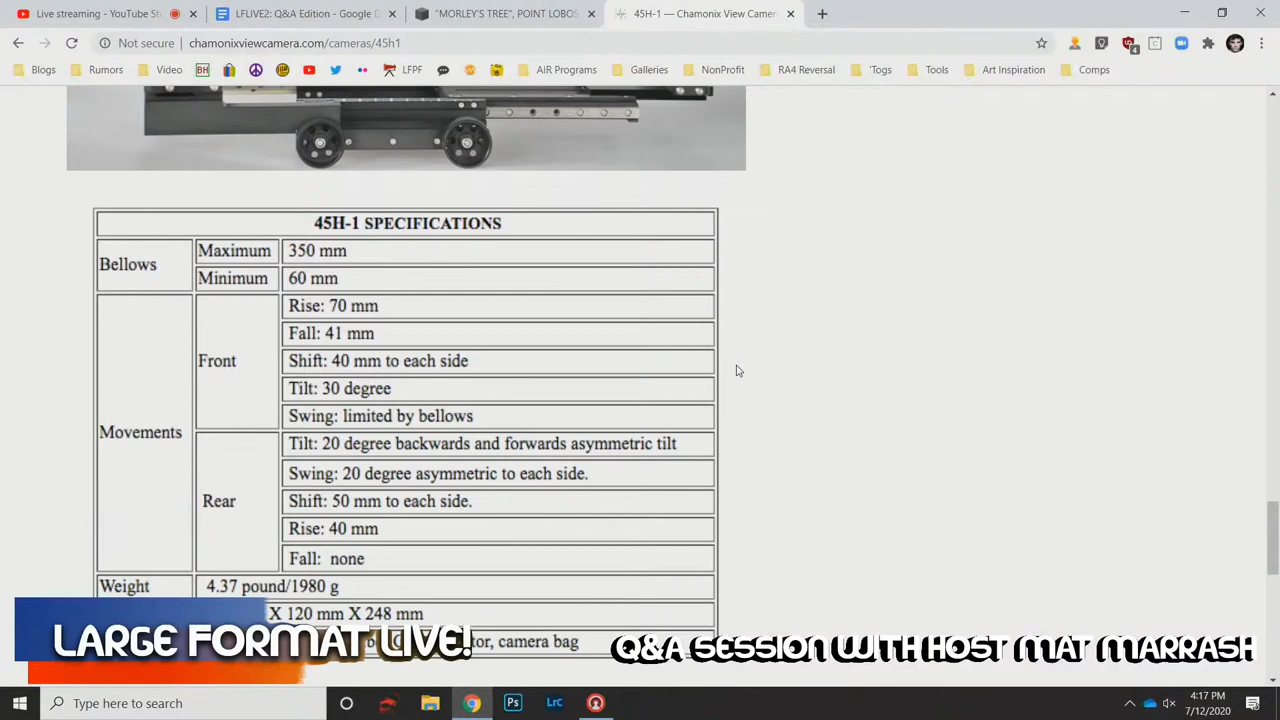 Live streaming - YouTube St
LFLIVE2: Q&A Edition - Google D
"MORLEY'S TREE", POINT LOBOS
45H-1 — Chamonix View Camer
Not secure
chamonixviewcamera.com/cameras/45h1
4
Blogs
Rumors
Video
BH
LFPF
AIR Programs
Galleries
NonProfit
RA4 Reversal
'Togs
Tools
Art Inspiration
Comps
45H-1 SPECIFICATIONS
Bellows
Maximum
350 mm
Minimum
60 mm
Movements
Front
Rise: 70 mm
Fall: 41 mm
Shift: 40 mm to each side
Tilt: 30 degree
Swing: limited by bellows
Rear
Tilt: 20 degree backwards and forwards asymmetric tilt
Swing: 20 degree asymmetric to each side.
Shift: 50 mm to each side.
Rise: 40 mm
Fall: none
Weight
4.37 pound/1980 g
X 120 mm X 248 mm
camera bag
LARGE FORMAT LIVE!
Q&A SESSION WITH HOST MAT MARRASH
Type here to search
Ps
LrC
4:17 PM
7/12/2020